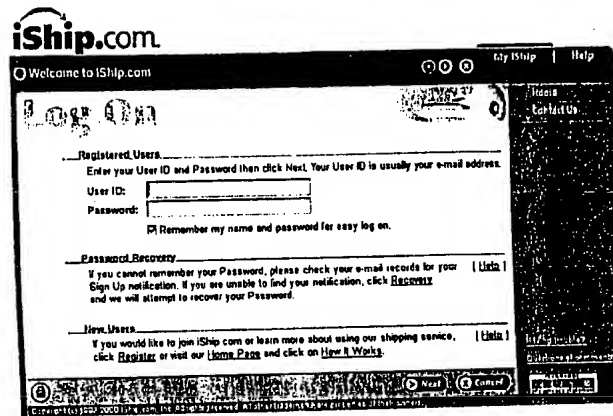 iShip.com
My iShip | Help
Welcome to iShip.com
Log On
Home
Contact Us
Registered Users
Enter your User ID and Password then click Next. Your User ID is usually your e-mail address.
User ID:
Password:
Remember my name and password for easy log on.
Password Recovery
If you cannot remember your Password, please check your e-mail records for your [Help]
Sign Up notification. If you are unable to find your notification, click Recovery
and we will attempt to recover your Password.
New Users
If you would like to join iShip com or learn more about using our shipping service, [Help]
click Register or visit our Home Page and click on How It Works.
Next Cancel